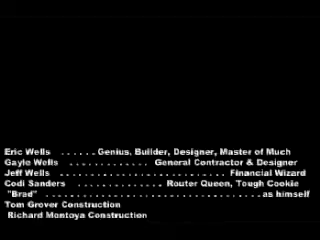 Eric Wells . . . . . . Genius, Builder, Designer, Master of Much
Gayle Wells . . . . . . . . . . . . . General Contractor & Designer
Jeff Wells . . . . . . . . . . . . . . . . . . . . . . . . . . . Financial Wizard
Codi Sanders . . . . . . . . . . . . . Router Queen, Tough Cookie
"Brad" . . . . . . . . . . . . . . . . . . . . . . . . . . . . . . . . . . . as himself
Tom Grover Construction
Richard Montoya Construction